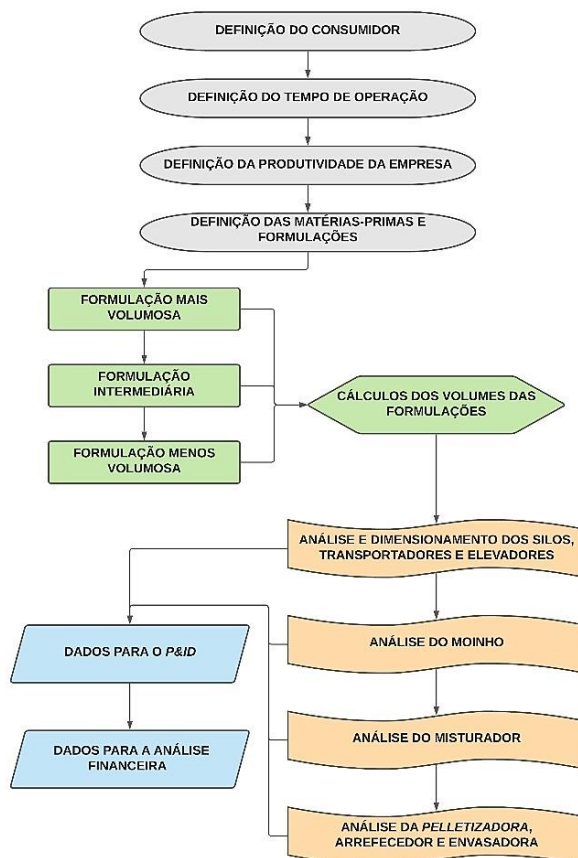 DEFINIÇÃO DO CONSUMIDOR
DEFINIÇÃO DO TEMPO DE OPERAÇÃO
DEFINIÇÃO DA PRODUTIVIDADE DA EMPRESA
DEFINIÇÃO DAS MATÉRIAS-PRIMAS E
FORMULAÇÕES
FORMULAÇÃO MAIS
VOLUMOSA
FORMULAÇÃO
INTERMEDIÁRIA
FORMULAÇÃO MENOS
VOLUMOSA
CÁLCULOS DOS VOLUMES DAS
FORMULAÇÕES
ANÁLISE E DIMENSIONAMENTO DOS SILOS,
TRANSPORTADORES E ELEVADORES
DADOS PARA O P&ID
ANÁLISE DO MOINHO
DADOS PARA A ANÁLISE
FINANCEIRA
ANÁLISE DO MISTURADOR
ANÁLISE DA PELLETIZADORA,
ARREFECEDOR E ENVASADORA